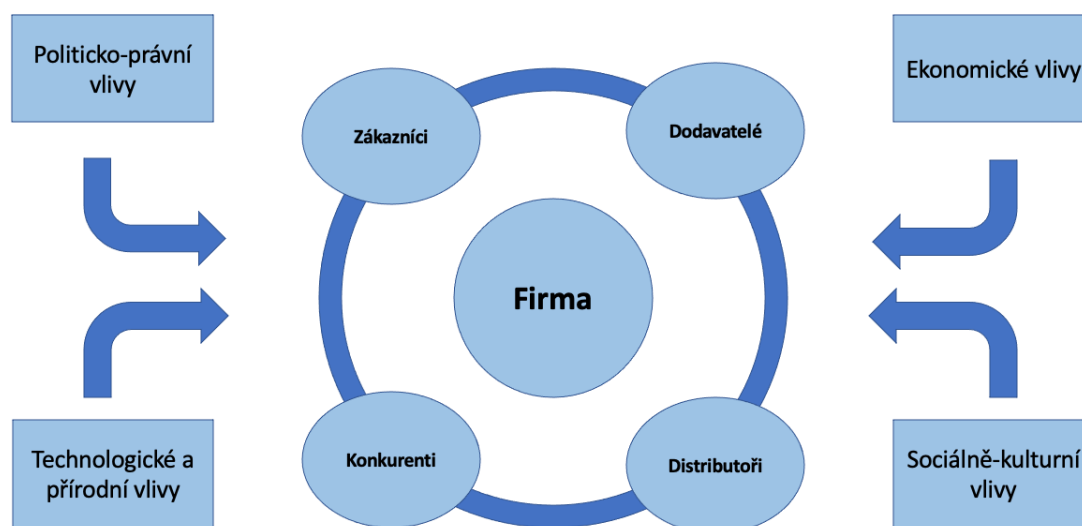 Politicko-právní
vlivy
Ekonomické vlivy
Zákazníci
Dodavatelé
Firma
Konkurenti
Distributoři
Technologické a
přírodní vlivy
Sociálně-kulturní
vlivy